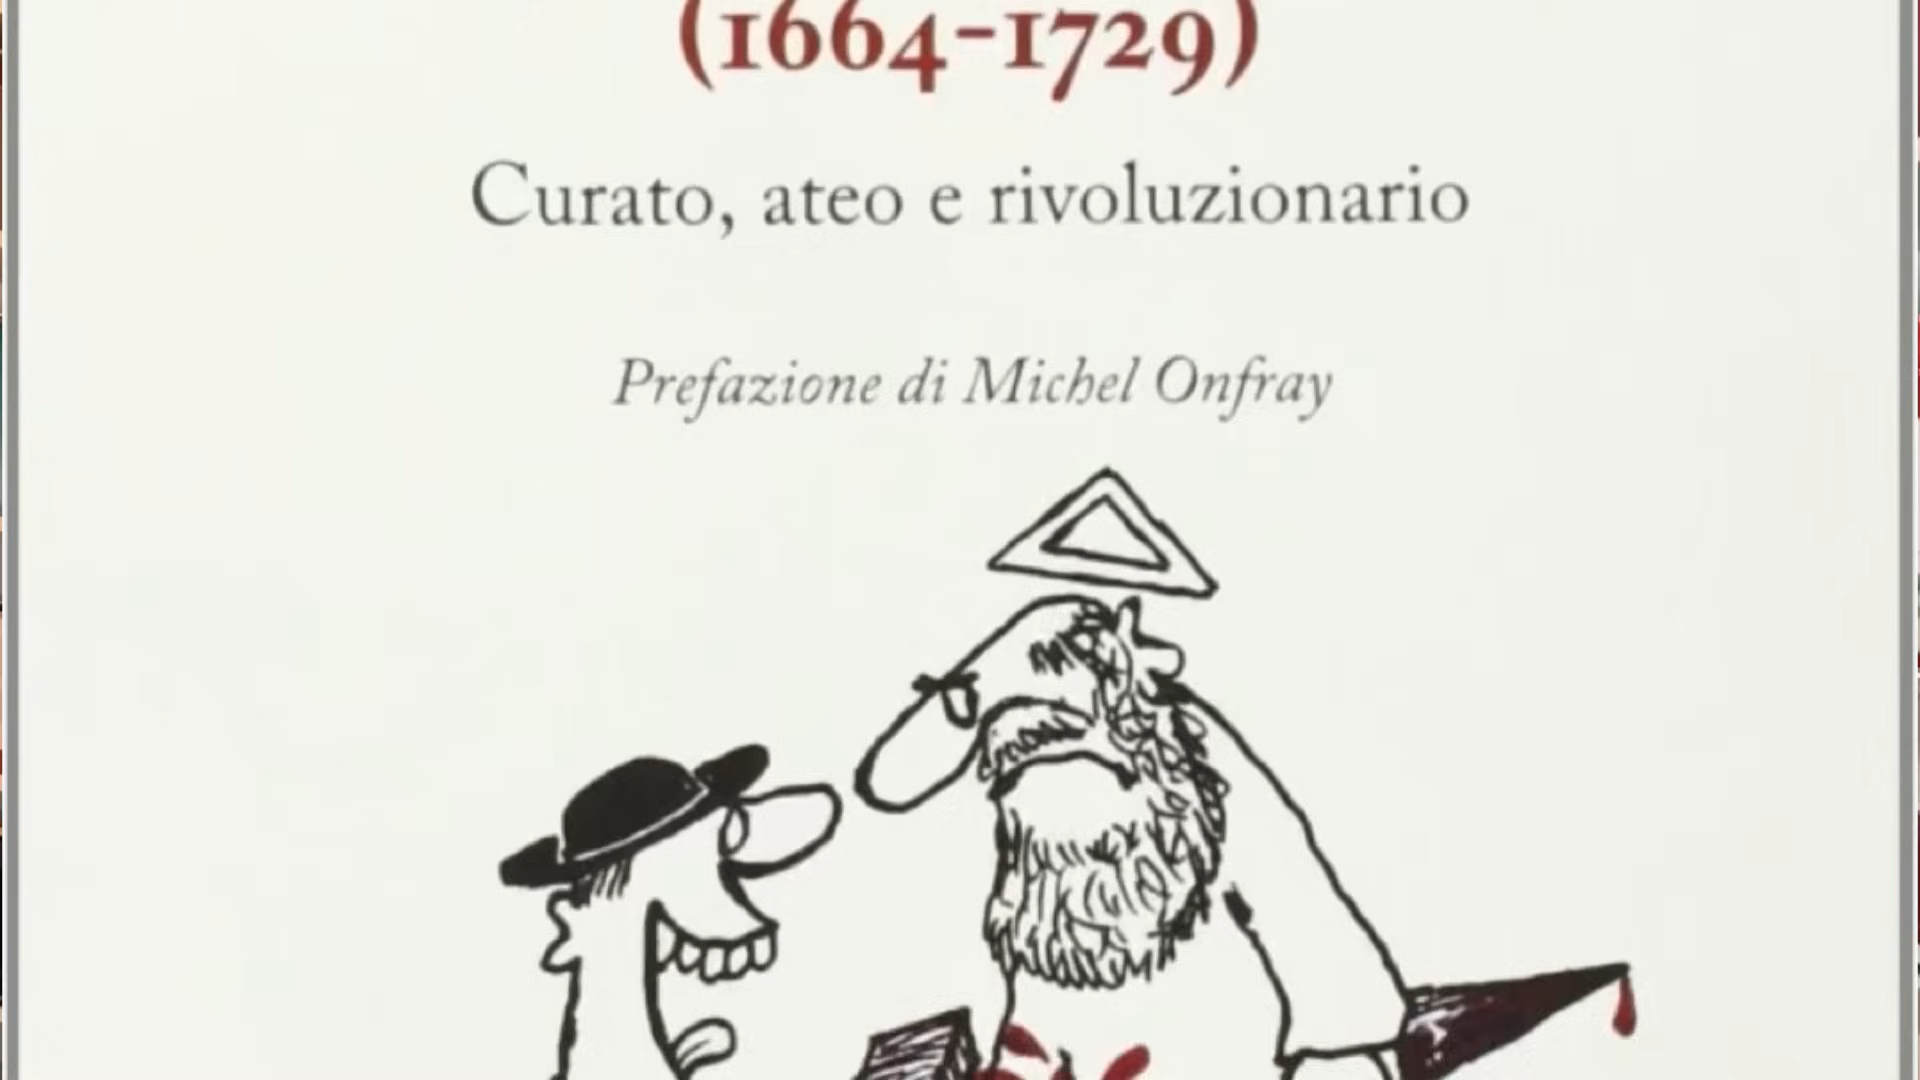 (1664-1729)
Curato, ateo e rivoluzionario
Prefazione di Michel Onfray